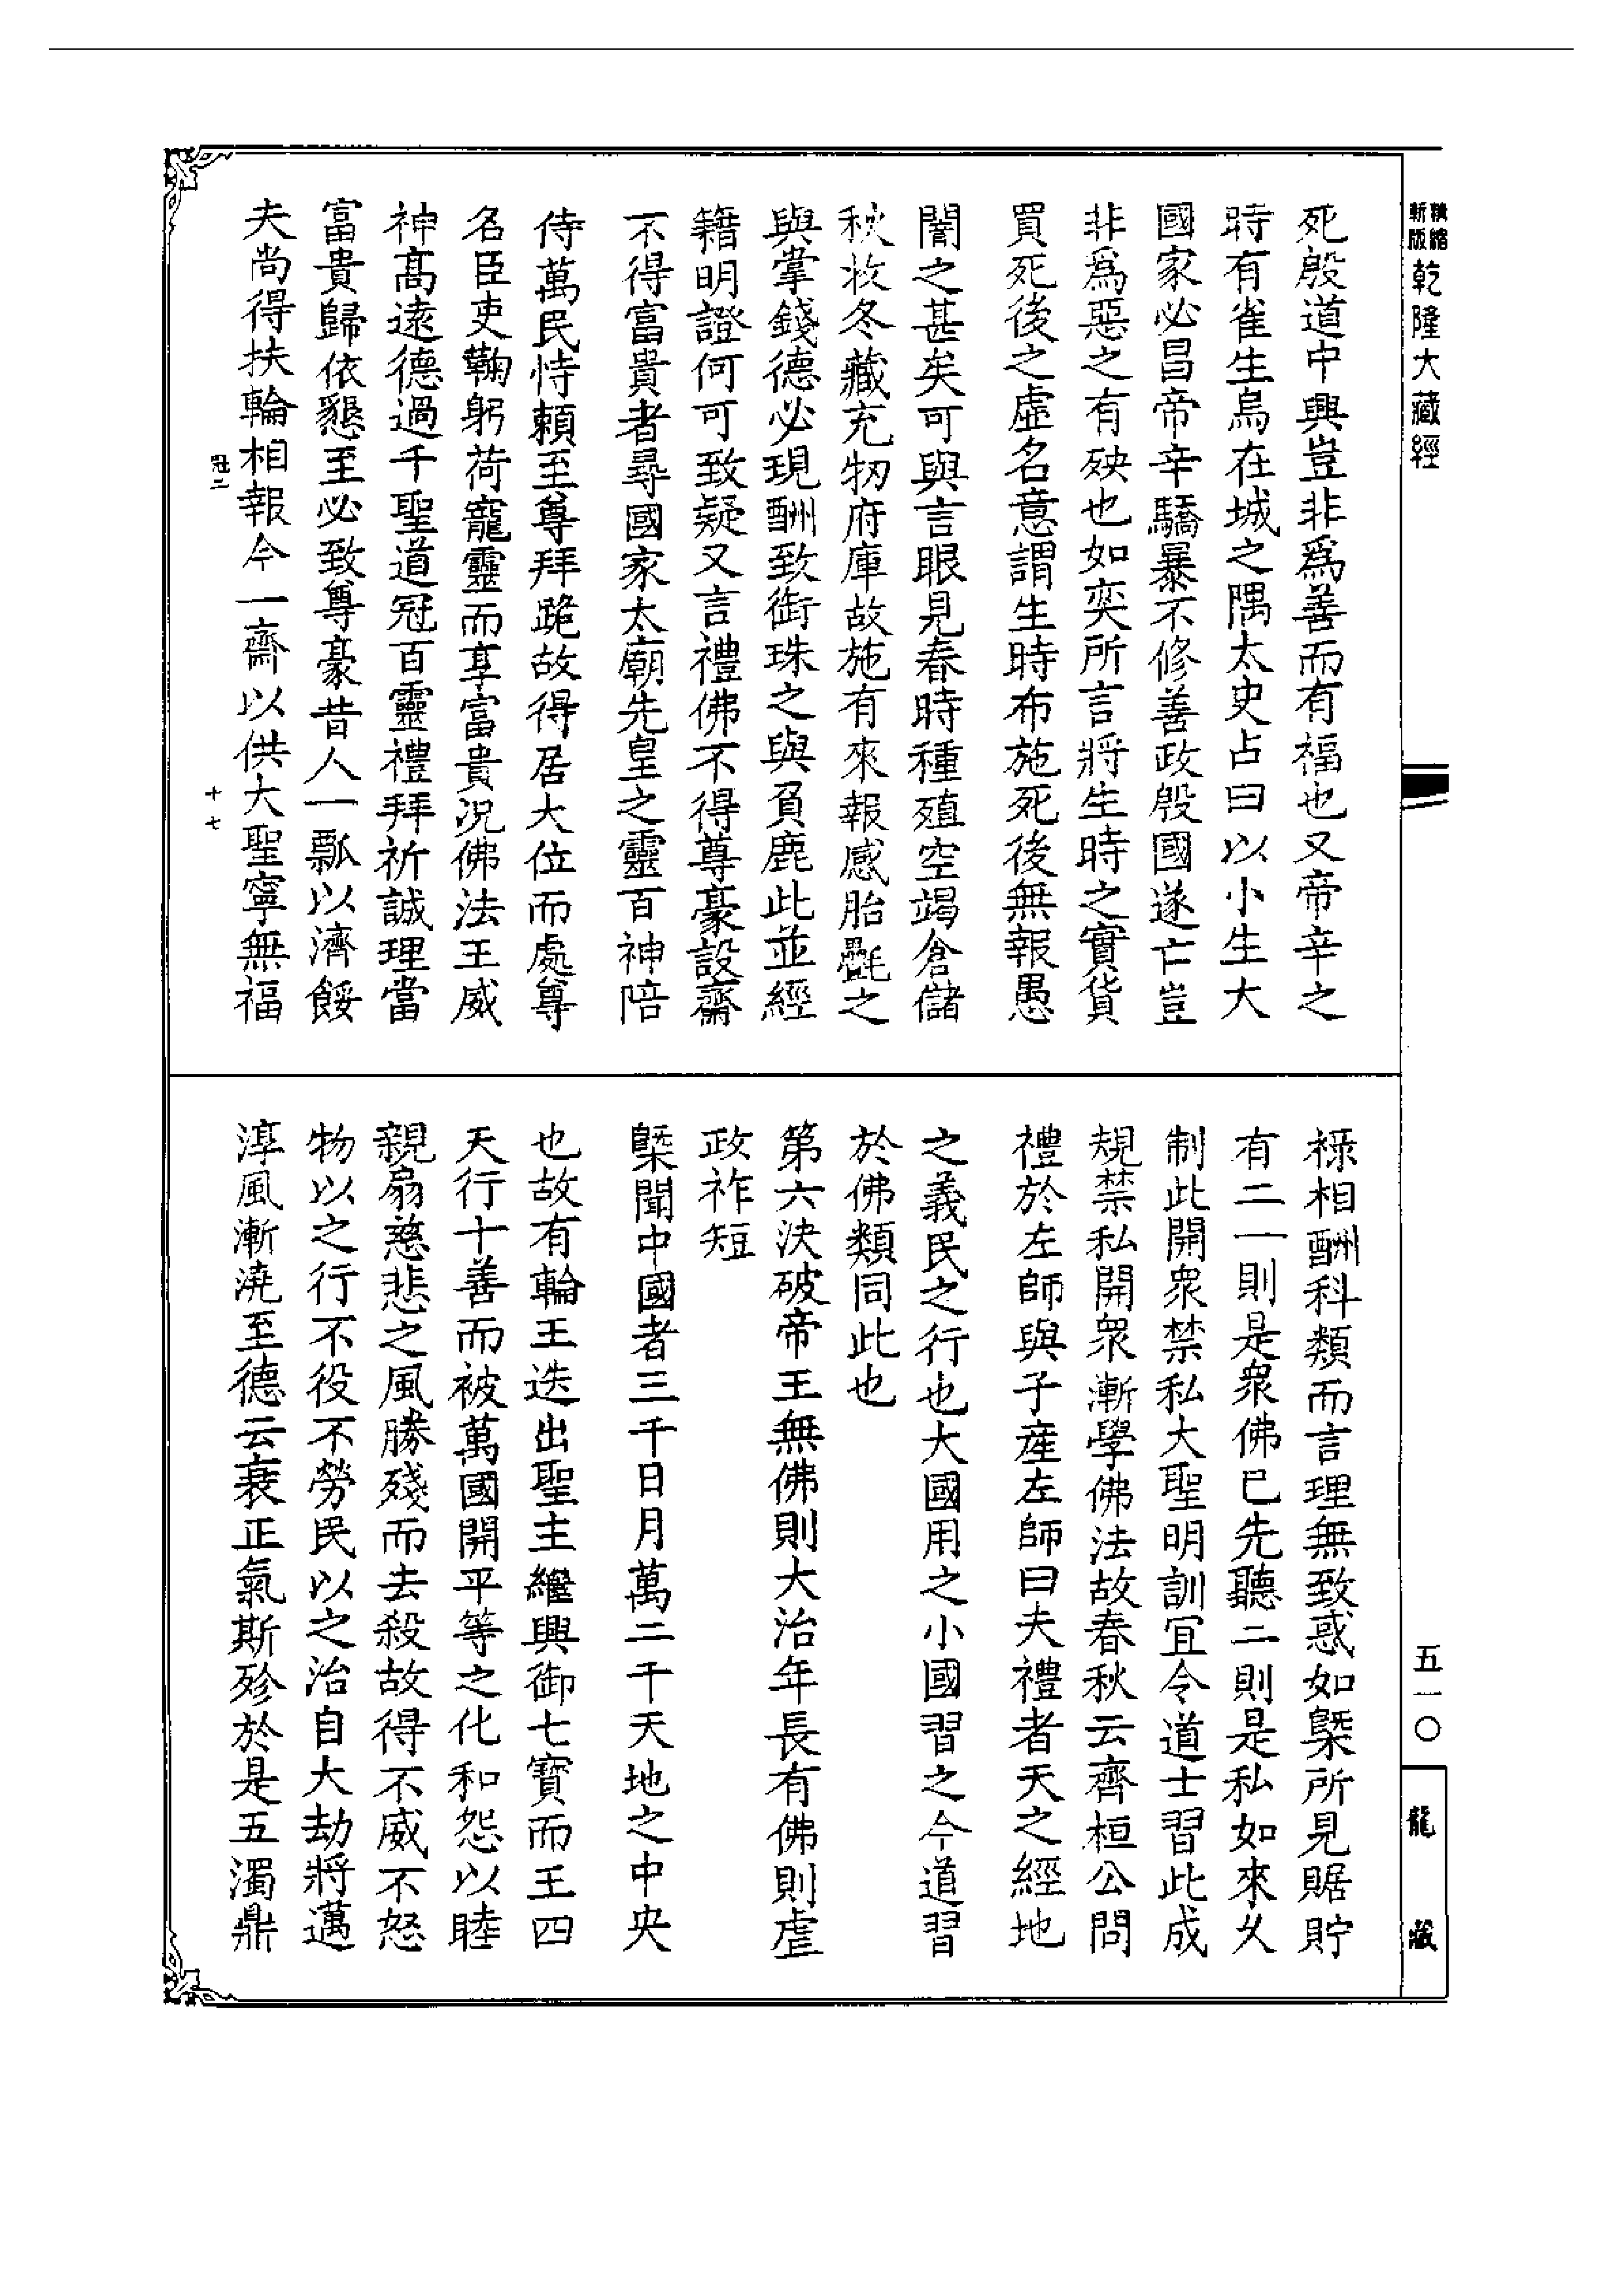 精縮新版乾隆大藏經
死殷道中興豈非爲善而有福也又帝辛之
時有雀生烏在城之隅太史占曰以小生大
國家必昌帝辛驕暴不修善政殷國遂亡豈
非爲惡之有殃也如奕所言將生時之實貨
買死後之虛名意謂生時布施死後無報愚
闇之甚矣可與言眼見春時種殖空竭倉儲
秋收冬藏充牣府庫故施有來報感胎㲲之
與掌錢德必現酬致銜珠之與負鹿此並經
籍明證何可致疑又言禮佛不得尊豪設齋
不得富貴者尋國家太廟先皇之靈百神陪
侍萬民恃賴至尊拜跪故得居大位而處尊
名臣吏鞠躬荷寵靈而享富貴況佛法王威
神高遠德過千聖道冠百靈禮拜祈誠理當
富貴歸依懇至必致尊豪昔人一瓢以濟餒
夫尚得扶輪相報今一齋以供大聖寧無福
冠二 十七
祿相酬科類而言理無致惑如㮣所見賑貯
有二一則是衆佛已先聽二則是私如來久
制此開衆禁私大聖明訓宜令道士習此成
規禁私開衆漸學佛法故春秋云齊桓公問
禮於左師與子產左師曰夫禮者天之經地
之義民之行也大國用之小國習之今道習
於佛類同此也
第六決破帝王無佛則大治年長有佛則虐
政祚短
㮣聞中國者三千日月萬二千天地之中央
也故有輪王迭出聖主繼興御七寶而王四
天行十善而被萬國開平等之化和怨以睦
親扇慈悲之風勝殘而去殺故得不威不怒
物以之行不役不勞民以之治自大劫將邁
淳風漸澆至德云衰正氣斯殄於是五濁鼎
五一〇
龍藏